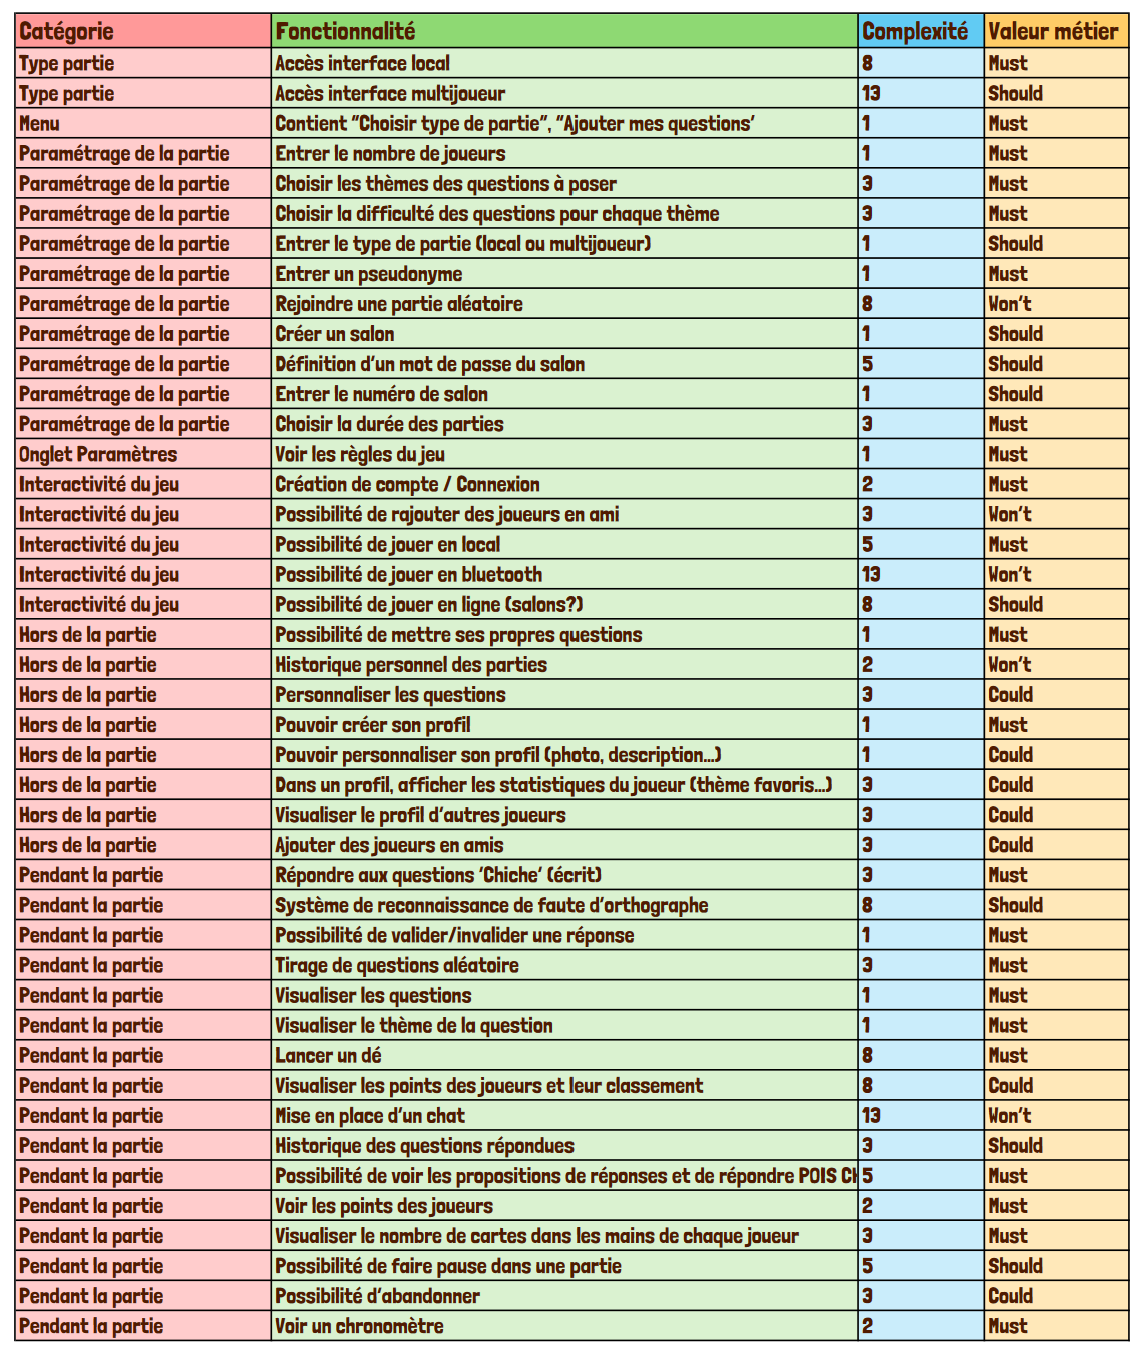 Catégorie Fonctionnalité Complexité Valeur métier
Type partie Accès interface local 8 Must
Type partie Accès interface multijoueur 13 Should
Menu Contient "Choisir type de partie", "Ajouter mes questions' 1 Must
Paramétrage de la partie Entrer le nombre de joueurs 1 Must
Paramétrage de la partie Choisir les thèmes des questions à poser 3 Must
Paramétrage de la partie Choisir la difficulté des questions pour chaque thème 3 Must
Paramétrage de la partie Entrer le type de partie (local ou multijoueur) 1 Should
Paramétrage de la partie Entrer un pseudonyme 1 Must
Paramétrage de la partie Rejoindre une partie aléatoire 8 Won't
Paramétrage de la partie Créer un salon 1 Should
Paramétrage de la partie Définition d'un mot de passe du salon 5 Should
Paramétrage de la partie Entrer le numéro de salon 1 Should
Paramétrage de la partie Choisir la durée des parties 3 Must
Onglet Paramètres Voir les règles du jeu 1 Must
Interactivité du jeu Création de compte / Connexion 2 Must
Interactivité du jeu Possibilité de rajouter des joueurs en ami 3 Won't
Interactivité du jeu Possibilité de jouer en local 5 Must
Interactivité du jeu Possibilité de jouer en bluetooth 13 Won't
Interactivité du jeu Possibilité de jouer en ligne (salons?) 8 Should
Hors de la partie Possibilité de mettre ses propres questions 1 Must
Hors de la partie Historique personnel des parties 2 Won't
Hors de la partie Personnaliser les questions 3 Could
Hors de la partie Pouvoir créer son profil 1 Must
Hors de la partie Pouvoir personnaliser son profil (photo, description...) 1 Could
Hors de la partie Dans un profil, afficher les statistiques du joueur (thème favoris...) 3 Could
Hors de la partie Visualiser le profil d'autres joueurs 3 Could
Hors de la partie Ajouter des joueurs en amis 3 Could
Pendant la partie Répondre aux questions 'Chiche' (écrit) 3 Must
Pendant la partie Système de reconnaissance de faute d'orthographe 8 Should
Pendant la partie Possibilité de valider/invalider une réponse 1 Must
Pendant la partie Tirage de questions aléatoire 3 Must
Pendant la partie Visualiser les questions 1 Must
Pendant la partie Visualiser le thème de la question 1 Must
Pendant la partie Lancer un dé 8 Must
Pendant la partie Visualiser les points des joueurs et leur classement 8 Could
Pendant la partie Mise en place d'un chat 13 Won't
Pendant la partie Historique des questions répondues 3 Should
Pendant la partie Possibilité de voir les propositions de réponses et de répondre POIS 5 Must
Pendant la partie Voir les points des joueurs 2 Must
Pendant la partie Visualiser le nombre de cartes dans les mains de chaque joueur 3 Must
Pendant la partie Possibilité de faire pause dans une partie 5 Should
Pendant la partie Possibilité d'abandonner 3 Could
Pendant la partie Voir un chronomètre 2 Must